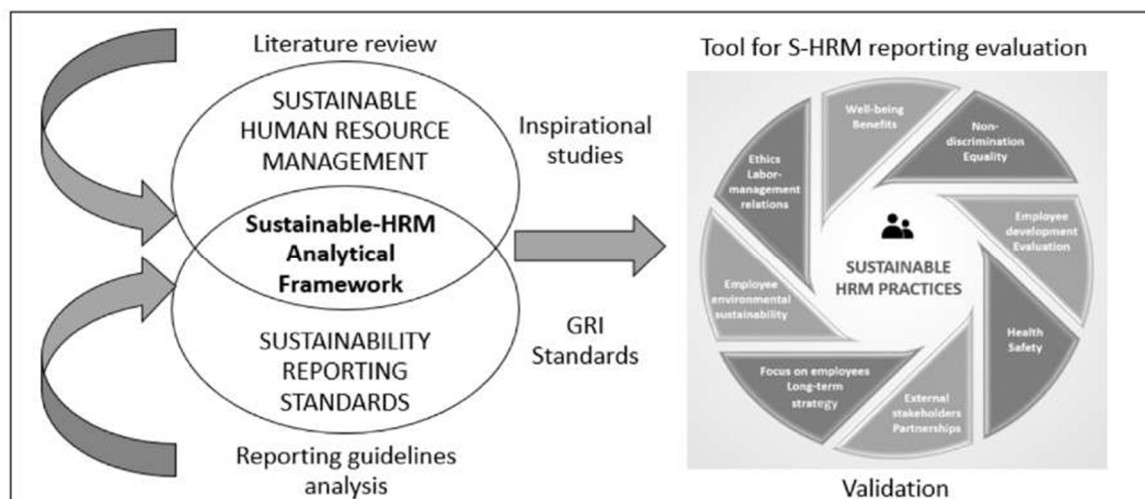 Literature review
SUSTAINABLE
HUMAN RESOURCE
MANAGEMENT
Sustainable-HRM
Analytical
Framework
SUSTAINABILITY
REPORTING
STANDARDS
Reporting guidelines
analysis
Inspirational
studies
GRI
Standards
Tool for S-HRM reporting evaluation
Well-being
Benefits
Non-
discrimination
Equality
Employee
development
Evaluation
Health
Safety
External
stakeholders
Partnerships
Focus on employees
Long-term
strategy
Employee
environmental
sustainability
Ethics
Labor-
management
relations
SUSTAINABLE
HRM PRACTICES
Validation